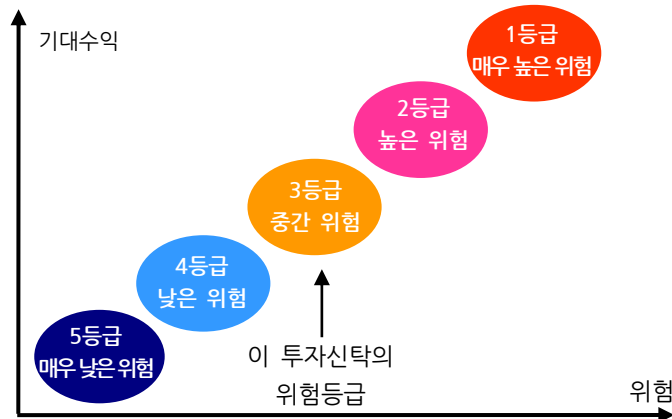 기대수익
1등급
매우 높은 위험
2등급
높은 위험
3등급
중간 위험
4등급
낮은 위험
5등급
매우 낮은 위험
이 투자신탁의
위험등급
위험